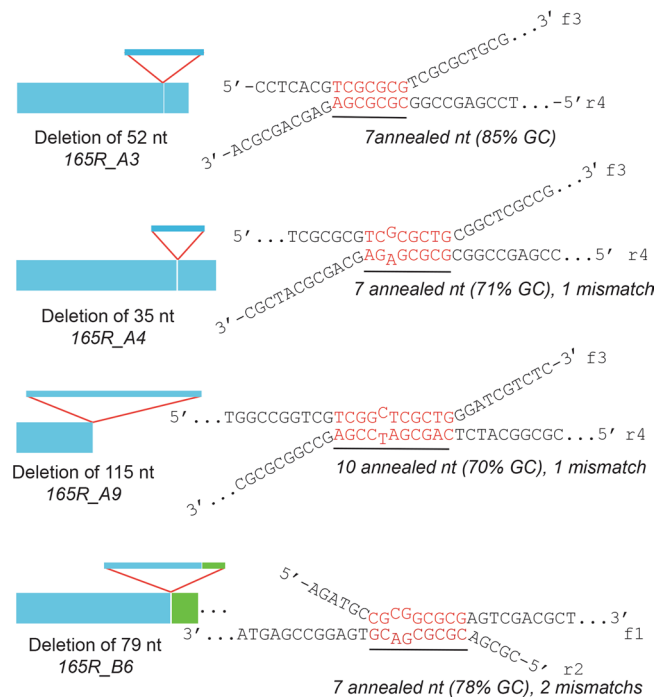 5′-CCTCACGTCGCGCGTCGCGCTGCG...3′ f3
3′-ACGCGACGAGAGCGCGCGGCCGAGCCT...-5′ r4
7annealed nt (85% GC)
Deletion of 52 nt
165R_A3
5′...TCGCGCGTCGCGCTGCGGCTCGCCG...3′ f3
3′-CGCTACGCGACGAGAGCGCGCGGCCGAGCC...5′ r4
7 annealed nt (71% GC), 1 mismatch
Deletion of 35 nt
165R_A4
5′...TGGCCGGTCGTCGGCTCGCTGGGATCGTCTC-3′ f3
3′...CGCGCGGCCGAGCCTAGCGACTCTACGGCGC...5′ r4
10 annealed nt (70% GC), 1 mismatch
Deletion of 115 nt
165R_A9
...
5′-AGATGCCGCGGCGCGAGTCGACGCT...3′ f1
3′...ATGAGCCGGAGTGCAGCGCGCAGCGC-5′ r2
7 annealed nt (78% GC), 2 mismatchs
Deletion of 79 nt
165R_B6